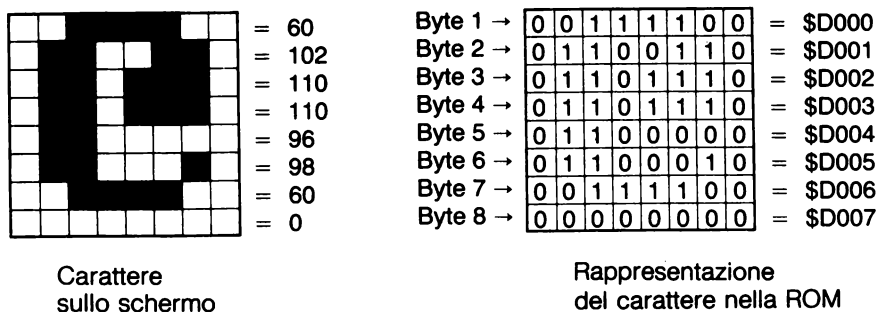 = 60
= 102
= 110
= 110
= 96
= 98
= 60
= 0
Carattere
sullo schermo
Byte 1 → 0 0 1 1 1 1 0 0 = $D000
Byte 2 → 0 1 1 0 0 1 1 0 = $D001
Byte 3 → 0 1 1 0 1 1 1 0 = $D002
Byte 4 → 0 1 1 0 1 1 1 0 = $D003
Byte 5 → 0 1 1 0 0 0 0 0 = $D004
Byte 6 → 0 1 1 0 0 0 1 0 = $D005
Byte 7 → 0 0 1 1 1 1 0 0 = $D006
Byte 8 → 0 0 0 0 0 0 0 0 = $D007
Rappresentazione
del carattere nella ROM